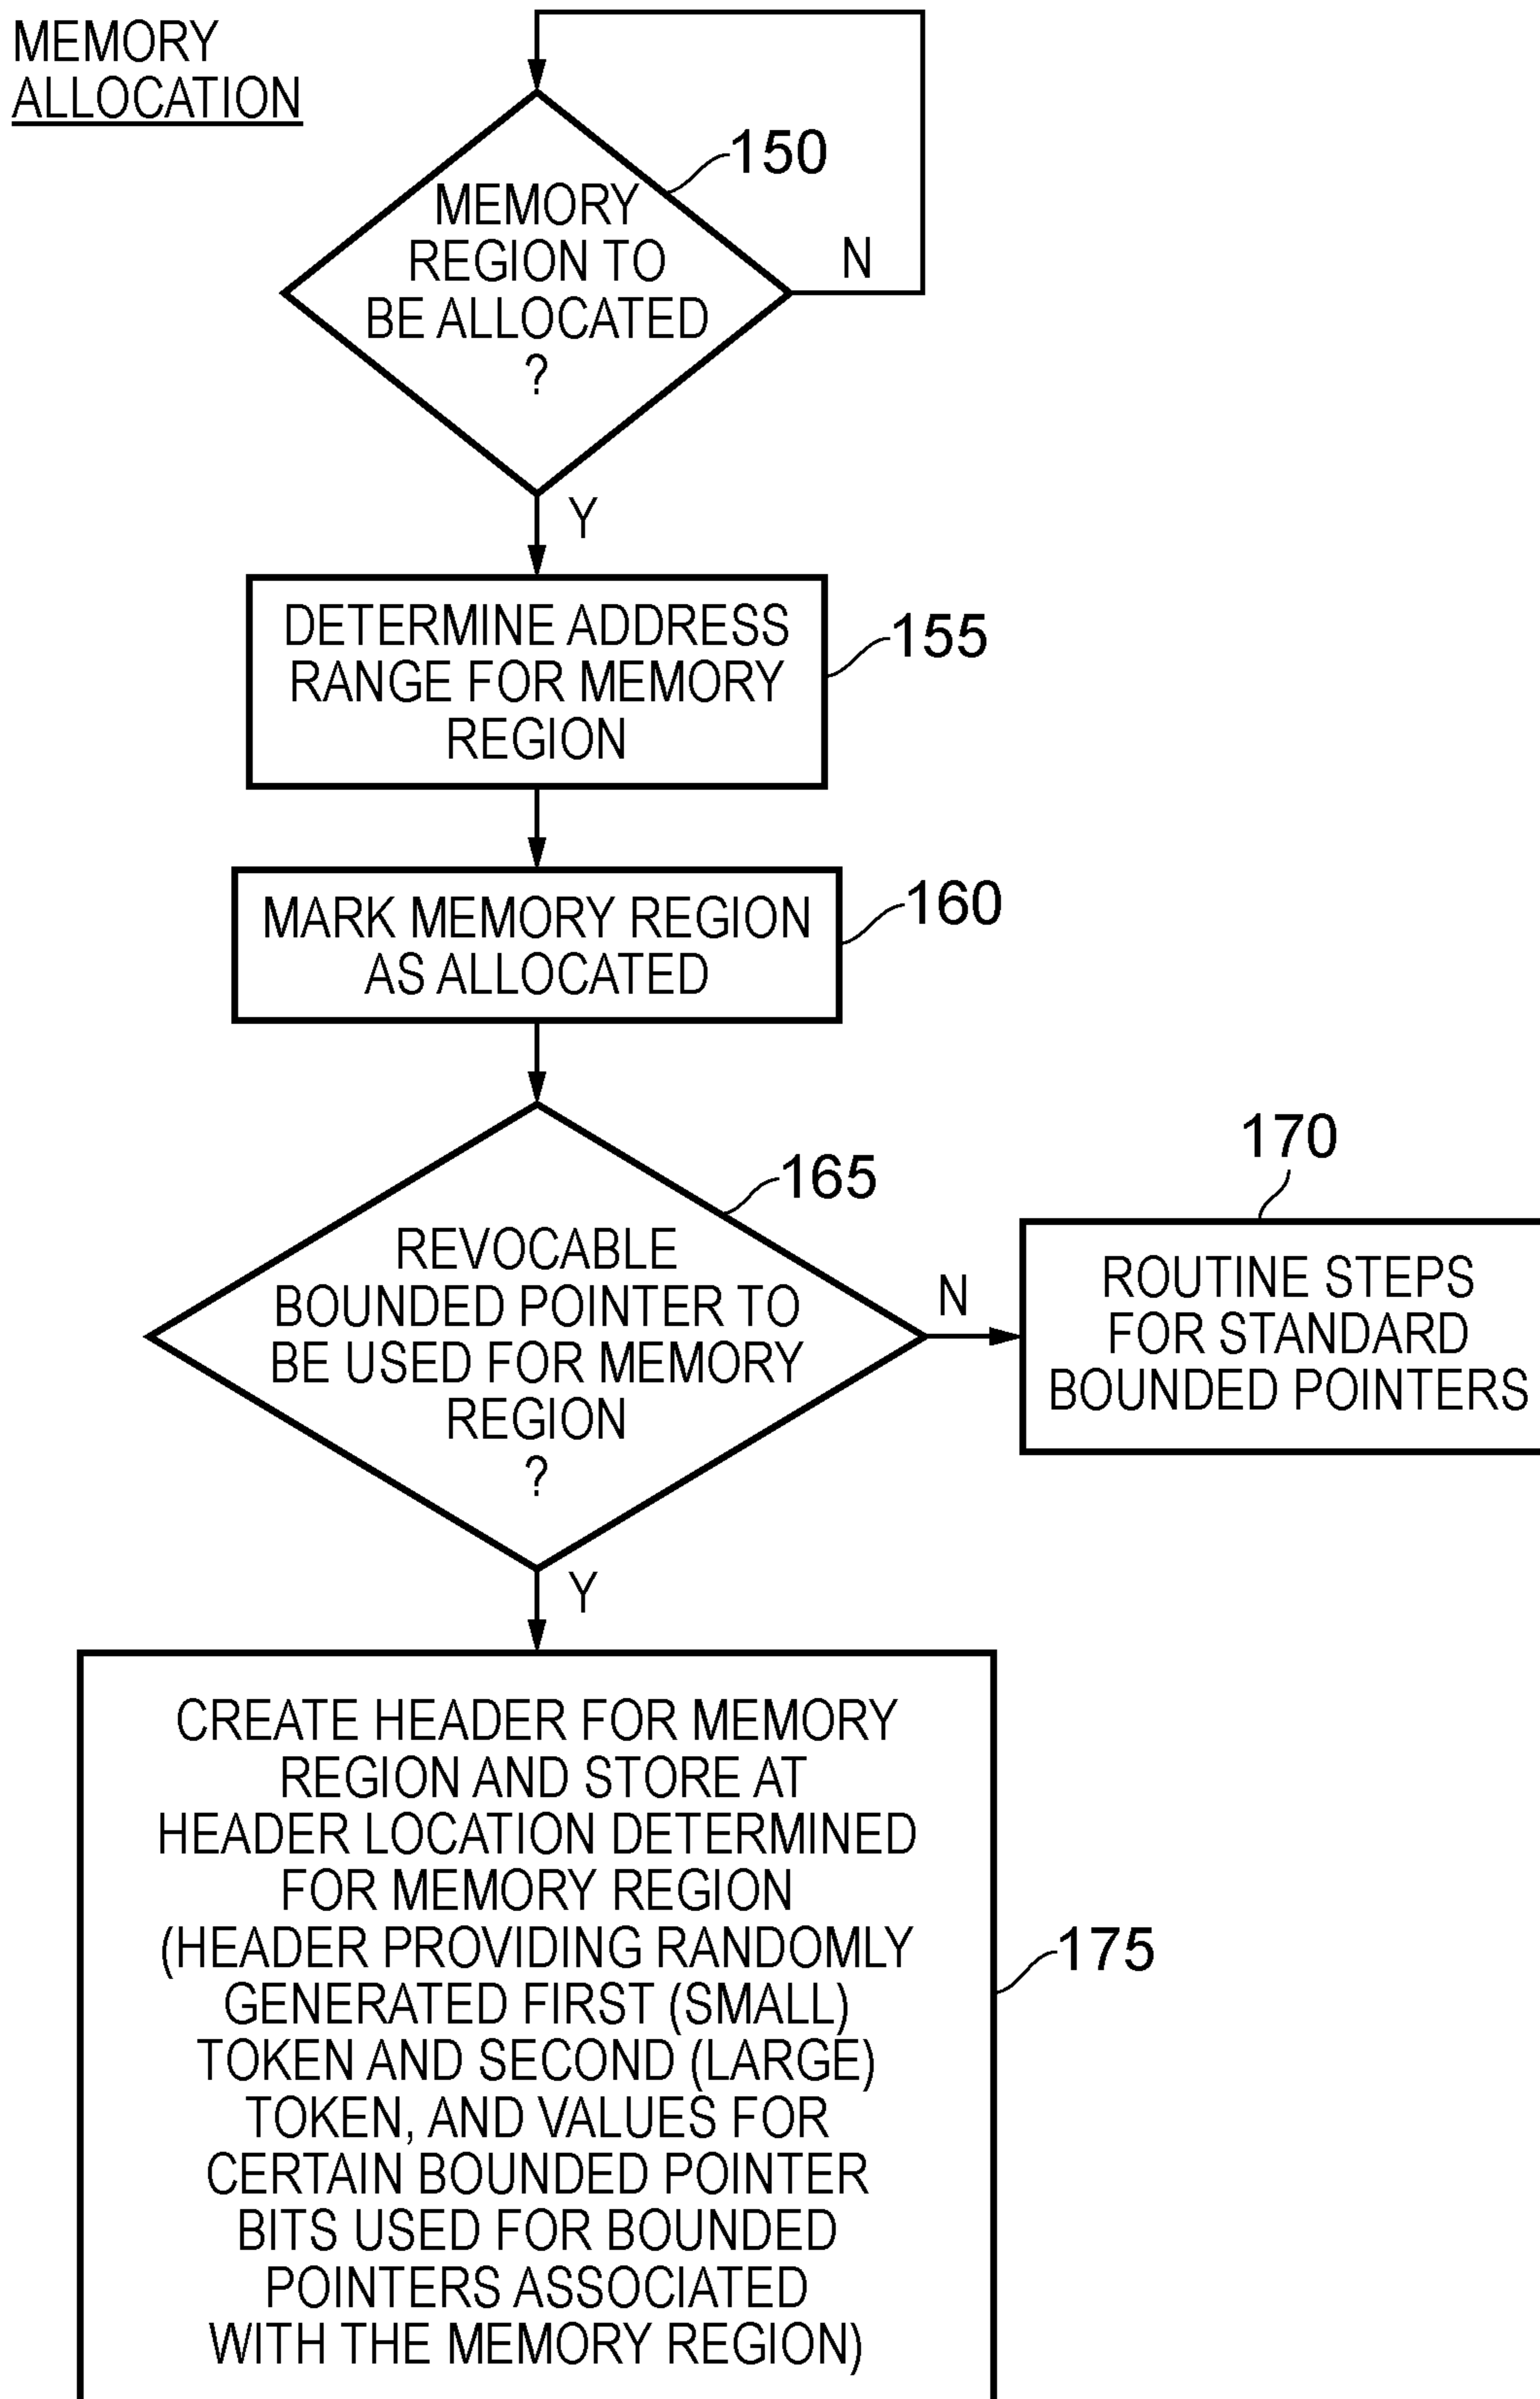 MEMORY
ALLOCATION
150
MEMORY
REGION TO
BE ALLOCATED
?
N
Y
DETERMINE ADDRESS
RANGE FOR MEMORY
REGION
155
MARK MEMORY REGION
AS ALLOCATED
160
165
REVOCABLE
BOUNDED POINTER TO
BE USED FOR MEMORY
REGION
?
N
170
ROUTINE STEPS
FOR STANDARD
BOUNDED POINTERS
Y
CREATE HEADER FOR MEMORY
REGION AND STORE AT
HEADER LOCATION DETERMINED
FOR MEMORY REGION
(HEADER PROVIDING RANDOMLY
GENERATED FIRST (SMALL)
TOKEN AND SECOND (LARGE)
TOKEN, AND VALUES FOR
CERTAIN BOUNDED POINTER
BITS USED FOR BOUNDED
POINTERS ASSOCIATED
WITH THE MEMORY REGION)
175